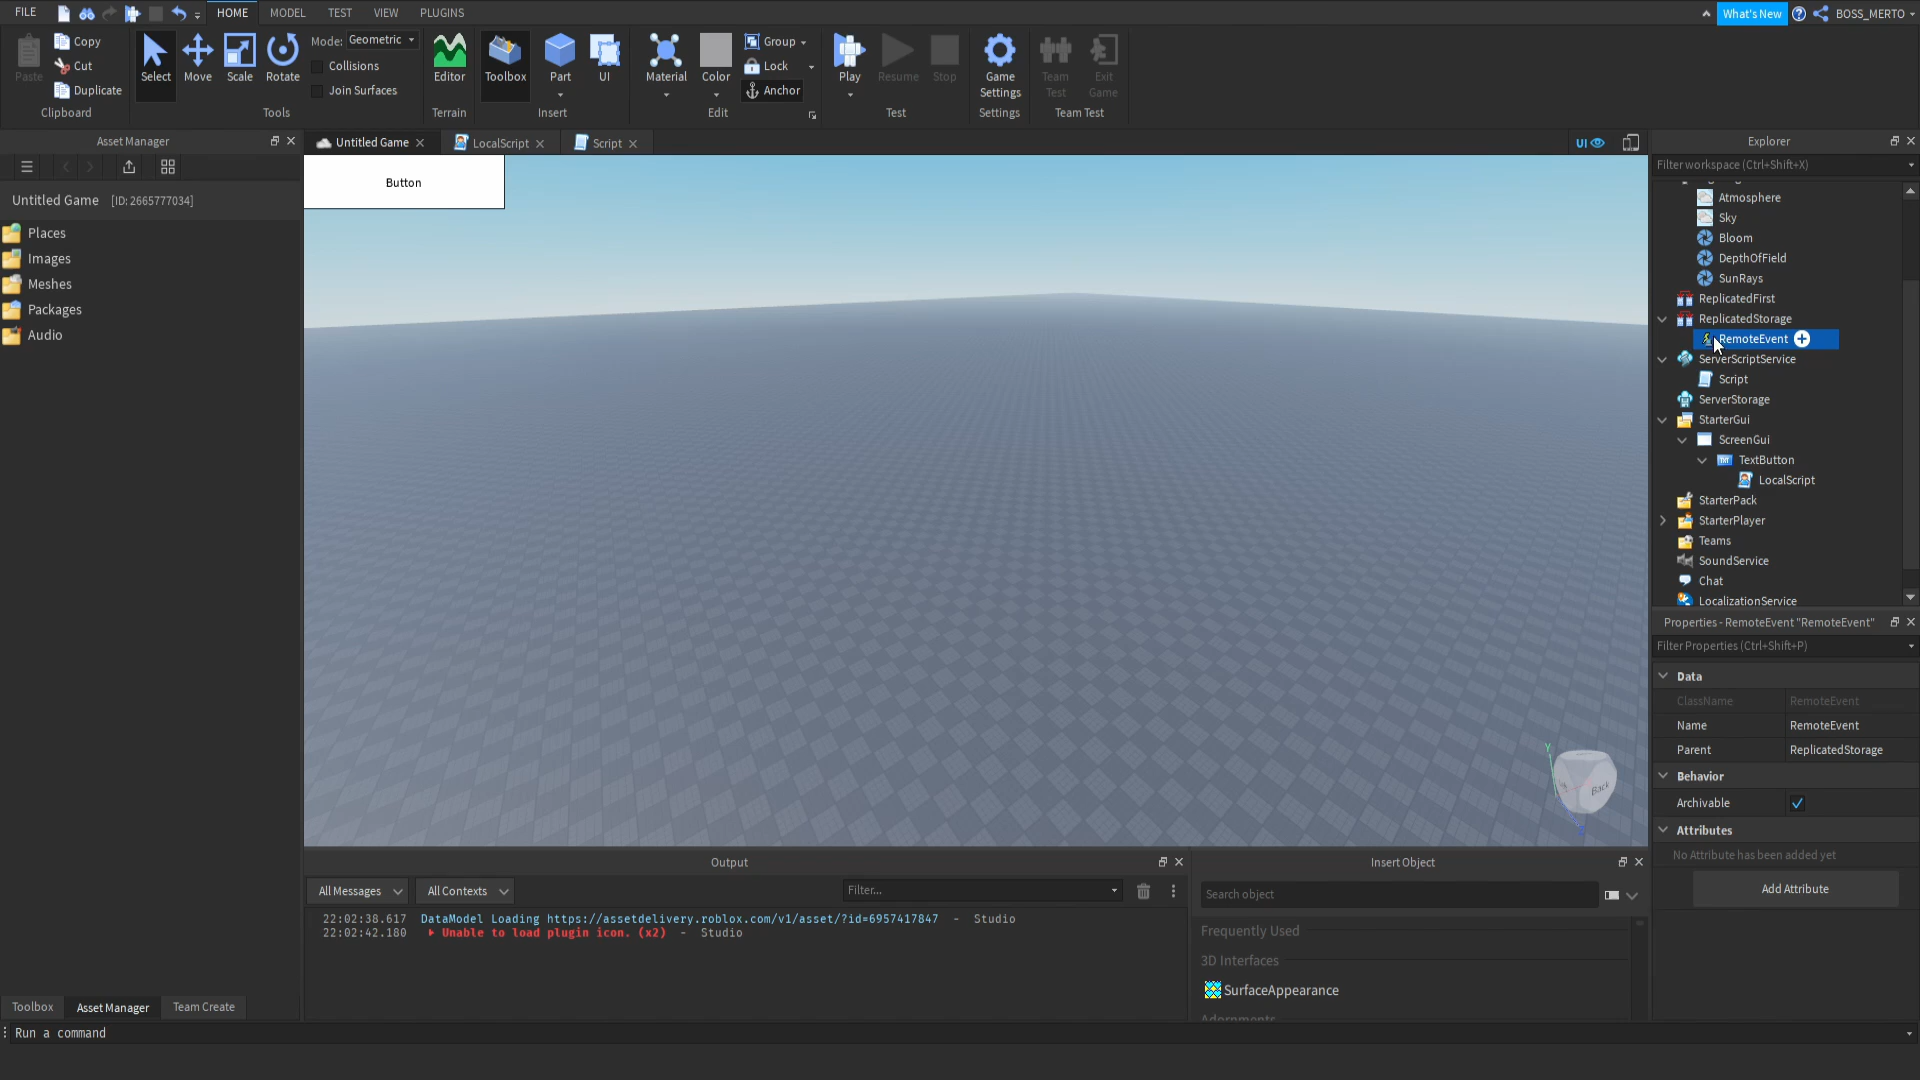 FILE HOME MODEL TEST VIEW PLUGINS What's New BOSS_MERTO
Paste Copy Cut Duplicate Clipboard
Select Move Scale Rotate Mode: Geometric Collisions Join Surfaces Tools
Editor Terrain
Toolbox Part UI Insert
Material Color Group Lock Anchor Edit
Play Resume Stop Test
Game Settings Settings
Team Test Exit Game Team Test
Asset Manager
Untitled Game [ID: 2665777034]
Places
Images
Meshes
Packages
Audio
Toolbox Asset Manager Team Create
Untitled Game LocalScript Script UI
Button
Back
Y
Output
All Messages All Contexts Filter...
22:02:38.617 DataModel Loading https://assetdelivery.roblox.com/v1/asset/?id=6957417847 - Studio
22:02:42.180 Unable to load plugin icon. (x2) - Studio
Insert Object
Search object
Frequently Used
3D Interfaces
SurfaceAppearance
Adornments
Explorer
Filter workspace (Ctrl+Shift+X)
Atmosphere
Sky
Bloom
DepthOfField
SunRays
ReplicatedFirst
ReplicatedStorage
RemoteEvent
ServerScriptService
Script
ServerStorage
StarterGui
ScreenGui
TextButton
LocalScript
StarterPack
StarterPlayer
Teams
SoundService
Chat
LocalizationService
Properties - RemoteEvent "RemoteEvent"
Filter Properties (Ctrl+Shift+P)
Data
ClassName RemoteEvent
Name RemoteEvent
Parent ReplicatedStorage
Behavior
Archivable
Attributes
No Attribute has been added yet
Add Attribute
Run a command